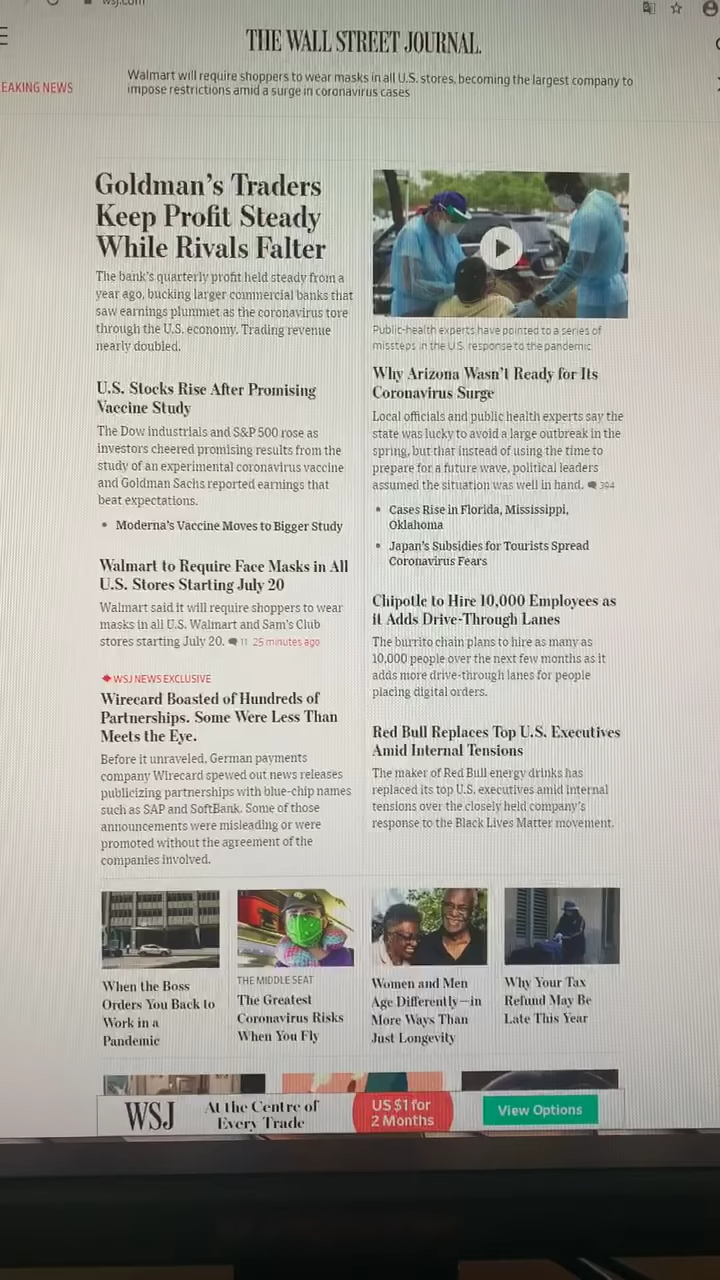 wsj.com
THE WALL STREET JOURNAL.
EAKING NEWS
Walmart will require shoppers to wear masks in all U.S. stores, becoming the largest company to
impose restrictions amid a surge in coronavirus cases
Goldman's Traders
Keep Profit Steady
While Rivals Falter
The bank's quarterly profit held steady from a
year ago, bucking larger commercial banks that
saw earnings plummet as the coronavirus tore
through the U.S. economy. Trading revenue
nearly doubled.
U.S. Stocks Rise After Promising
Vaccine Study
The Dow industrials and S&P 500 rose as
investors cheered promising results from the
study of an experimental coronavirus vaccine
and Goldman Sachs reported earnings that
beat expectations.
• Moderna's Vaccine Moves to Bigger Study
Walmart to Require Face Masks in All
U.S. Stores Starting July 20
Walmart said it will require shoppers to wear
masks in all U.S. Walmart and Sam's Club
stores starting July 20. 11 25 minutes ago
WSJ NEWS EXCLUSIVE
Wirecard Boasted of Hundreds of
Partnerships. Some Were Less Than
Meets the Eye.
Before it unraveled, German payments
company Wirecard spewed out news releases
publicizing partnerships with blue-chip names
such as SAP and SoftBank. Some of those
announcements were misleading or were
promoted without the agreement of the
companies involved.
Public-health experts have pointed to a series of
missteps in the U.S. response to the pandemic
Why Arizona Wasn't Ready for Its
Coronavirus Surge
Local officials and public health experts say the
state was lucky to avoid a large outbreak in the
spring, but that instead of using the time to
prepare for a future wave, political leaders
assumed the situation was well in hand. 394
• Cases Rise in Florida, Mississippi,
Oklahoma
• Japan's Subsidies for Tourists Spread
Coronavirus Fears
Chipotle to Hire 10,000 Employees as
it Adds Drive-Through Lanes
The burrito chain plans to hire as many as
10,000 people over the next few months as it
adds more drive-through lanes for people
placing digital orders.
Red Bull Replaces Top U.S. Executives
Amid Internal Tensions
The maker of Red Bull energy drinks has
replaced its top U.S. executives amid internal
tensions over the closely held company's
response to the Black Lives Matter movement.
When the Boss
Orders You Back to
Work in a
Pandemic
THE MIDDLE SEAT
The Greatest
Coronavirus Risks
When You Fly
Women and Men
Age Differently—in
More Ways Than
Just Longevity
Why Your Tax
Refund May Be
Late This Year
WSJ
At the Centre of
Every Trade
US $1 for
2 Months
View Options